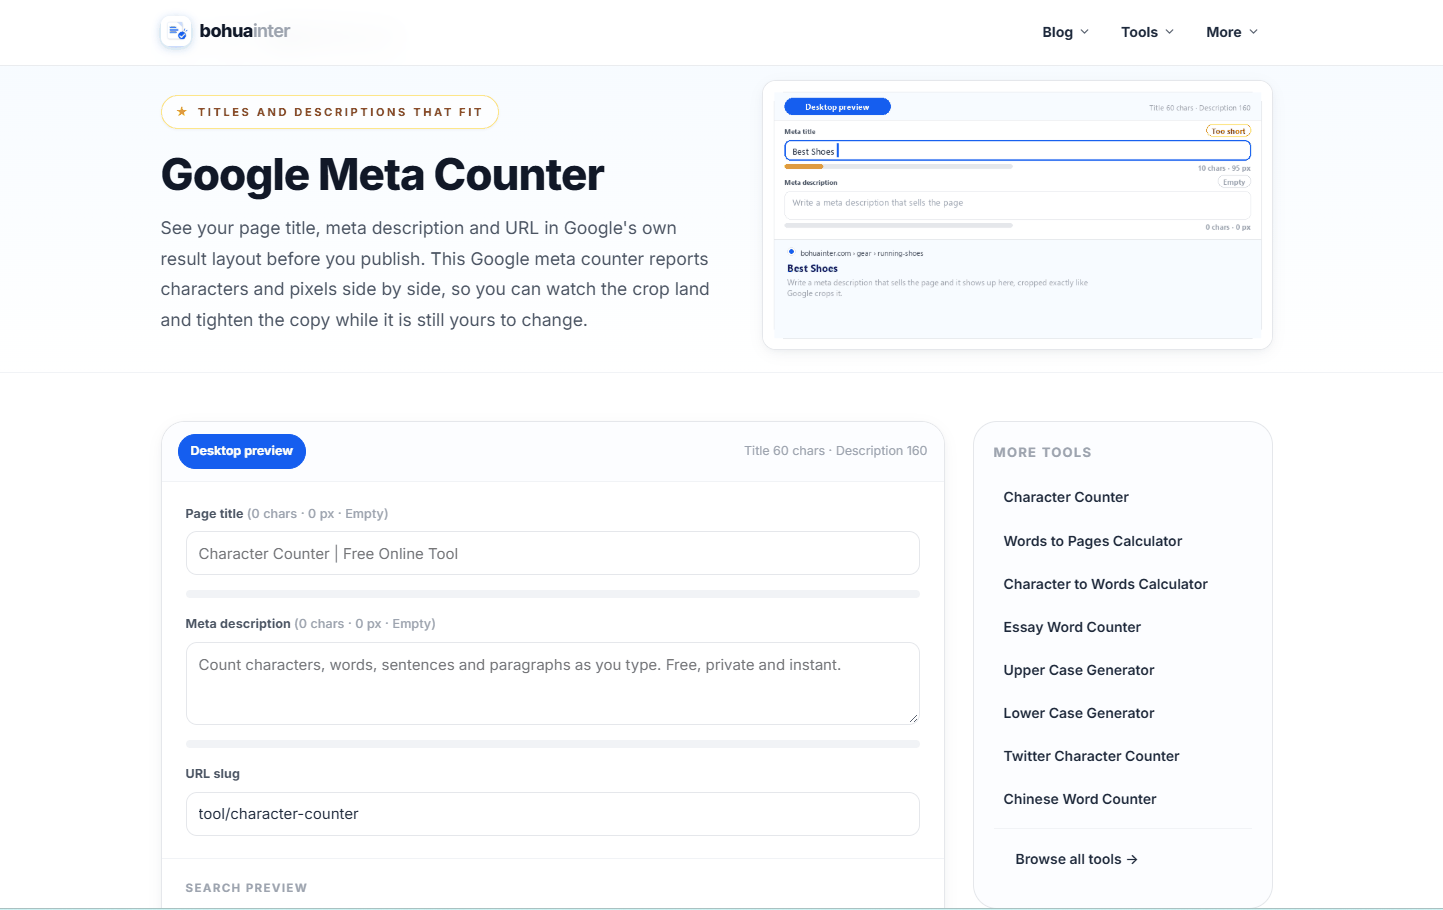 bohuainter
Blog
Tools
More
★ TITLES AND DESCRIPTIONS THAT FIT
Google Meta Counter
See your page title, meta description and URL in Google's own
result layout before you publish. This Google meta counter reports
characters and pixels side by side, so you can watch the crop land
and tighten the copy while it is still yours to change.
Desktop preview
Title 60 chars · Description 160
Meta title
Too short
Best Shoes
10 chars · 95 px
Meta description
Empty
Write a meta description that sells the page
0 chars · 0 px
bohuainter.com › gear › running-shoes
Best Shoes
Write a meta description that sells the page and it shows up here, cropped exactly like
Google crops it.
Desktop preview
Title 60 chars · Description 160
Page title (0 chars · 0 px · Empty)
Character Counter | Free Online Tool
Meta description (0 chars · 0 px · Empty)
Count characters, words, sentences and paragraphs as you type. Free, private and instant.
URL slug
tool/character-counter
SEARCH PREVIEW
MORE TOOLS
Character Counter
Words to Pages Calculator
Character to Words Calculator
Essay Word Counter
Upper Case Generator
Lower Case Generator
Twitter Character Counter
Chinese Word Counter
Browse all tools →